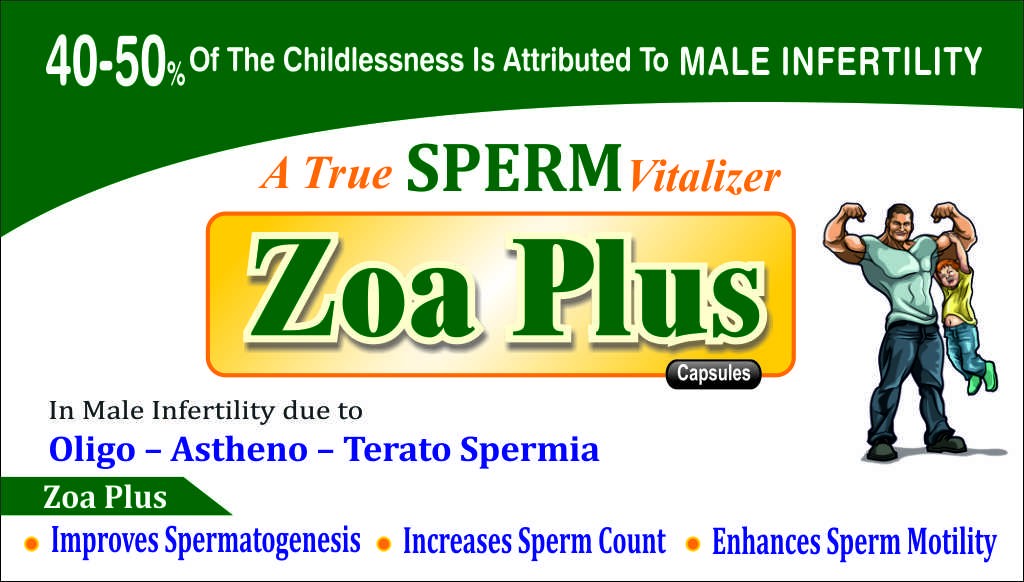 40-50% Of The Childlessness Is Attributed To MALE INFERTILITY
A True SPERM Vitalizer
Zoa Plus
Capsules
In Male Infertility due to
Oligo – Astheno – Terato Spermia
Zoa Plus
• Improves Spermatogenesis • Increases Sperm Count • Enhances Sperm Motility